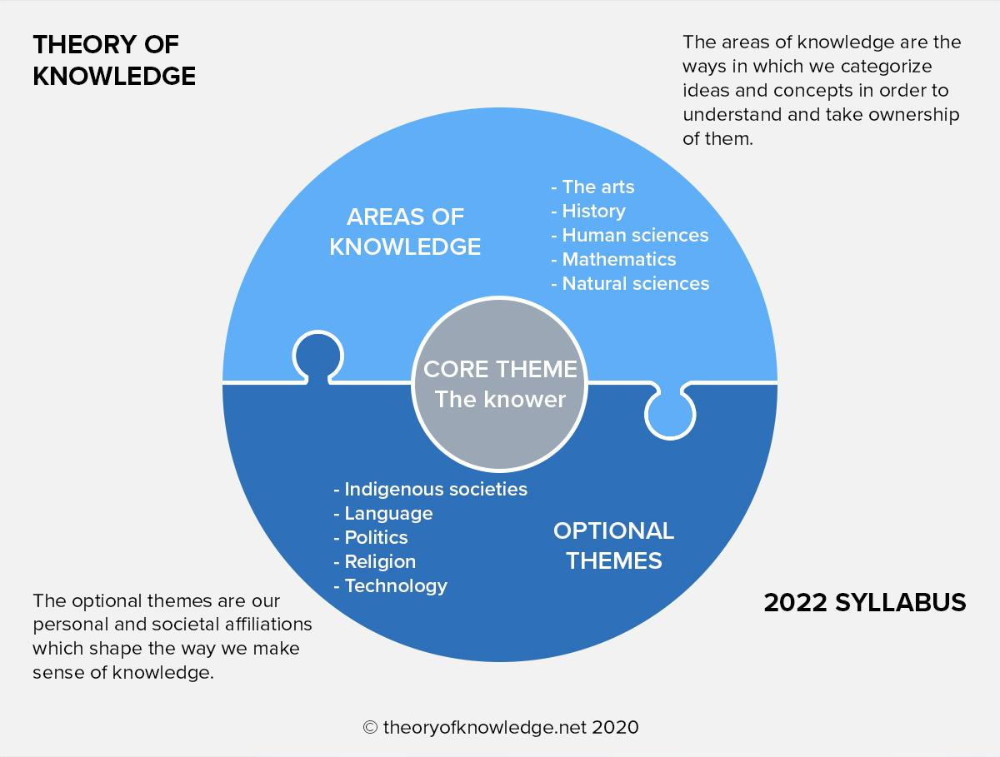 THEORY OF
KNOWLEDGE
The areas of knowledge are the
ways in which we categorize
ideas and concepts in order to
understand and take ownership
of them.
AREAS OF
KNOWLEDGE
- The arts
- History
- Human sciences
- Mathematics
- Natural sciences
CORE THEME
The knower
- Indigenous societies
- Language
- Politics
- Religion
- Technology
OPTIONAL
THEMES
The optional themes are our
personal and societal affiliations
which shape the way we make
sense of knowledge.
2022 SYLLABUS
© theoryofknowledge.net 2020